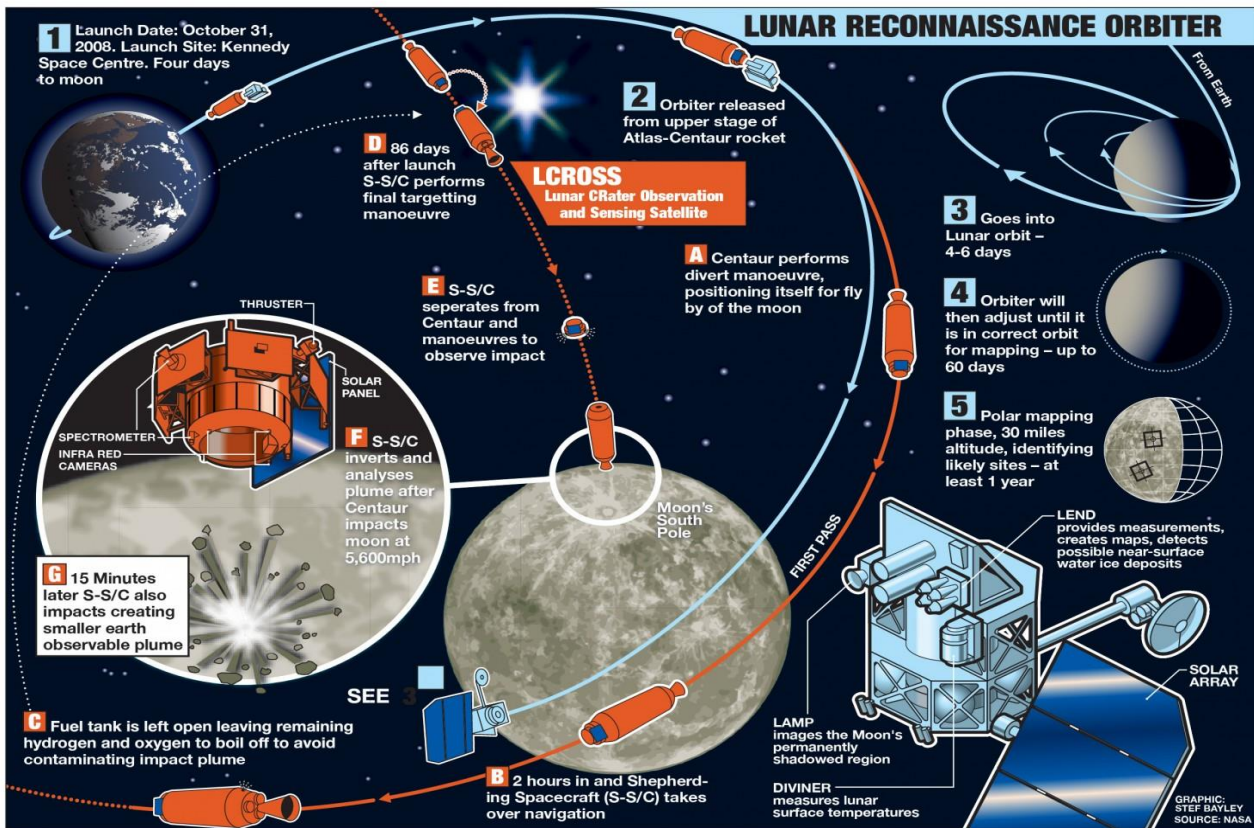 LUNAR RECONNAISSANCE ORBITER
1 Launch Date: October 31,
2008. Launch Site: Kennedy
Space Centre. Four days
to moon
2 Orbiter released
from upper stage of
Atlas-Centaur rocket
From Earth
3 Goes into
Lunar orbit –
4-6 days
4 Orbiter will
then adjust until it
is in correct orbit
for mapping – up to
60 days
5 Polar mapping
phase, 30 miles
altitude, identifying
likely sites – at
least 1 year
LCROSS
Lunar CRater Observation
and Sensing Satellite
A Centaur performs
divert manoeuvre,
positioning itself for fly
by of the moon
FIRST PASS
B 2 hours in and Shepherd-
ing Spacecraft (S-S/C) takes
over navigation
C Fuel tank is left open leaving remaining
hydrogen and oxygen to boil off to avoid
contaminating impact plume
D 86 days
after launch
S-S/C performs
final targetting
manoeuvre
E S-S/C
seperates from
Centaur and
manoeuvres to
observe impact
THRUSTER
SOLAR
PANEL
SPECTROMETER
INFRA RED
CAMERAS
F S-S/C
inverts and
analyses
plume after
Centaur
impacts
moon at
5,600mph
G 15 Minutes
later S-S/C also
impacts creating
smaller earth
observable plume
Moon's
South
Pole
SEE 3
LEND
provides measurements,
creates maps, detects
possible near-surface
water ice deposits
SOLAR
ARRAY
LAMP
images the Moon's
permanently
shadowed region
DIVINER
measures lunar
surface temperatures
GRAPHIC:
STEF BAYLEY
SOURCE: NASA